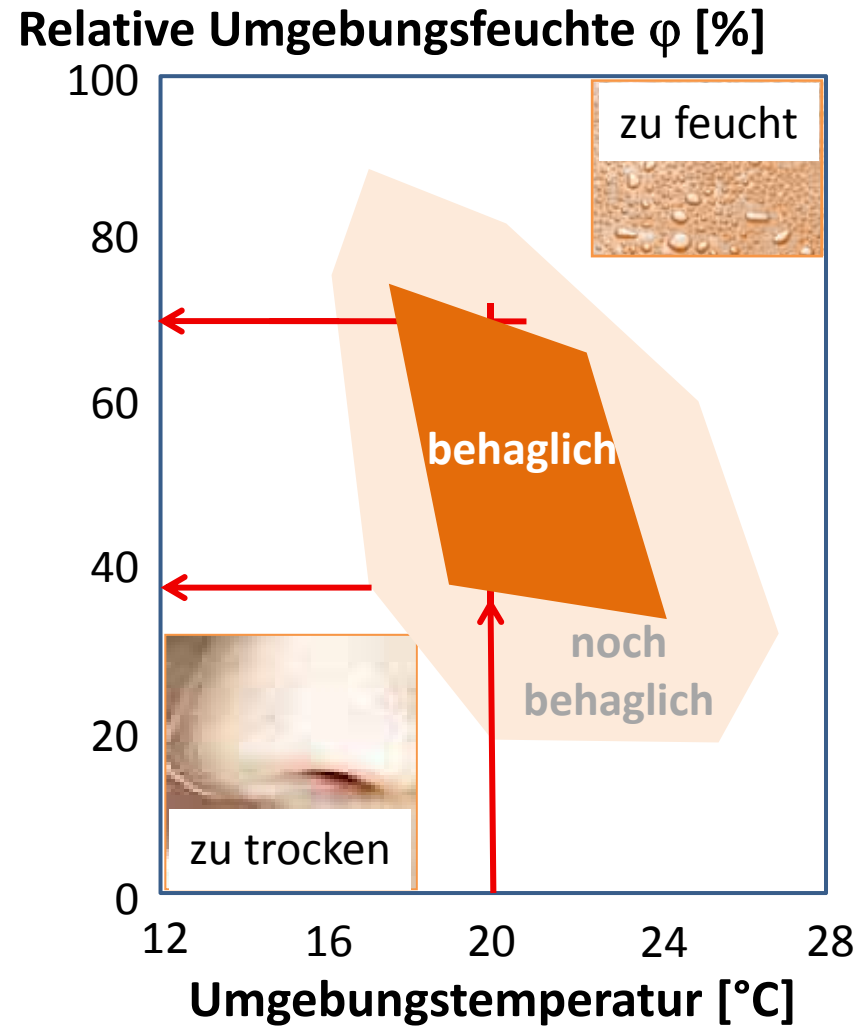 Relative Umgebungsfeuchte φ [%]
100
zu feucht
80
60
behaglich
40
noch
behaglich
20
zu trocken
0
12 16 20 24 28
Umgebungstemperatur [°C]